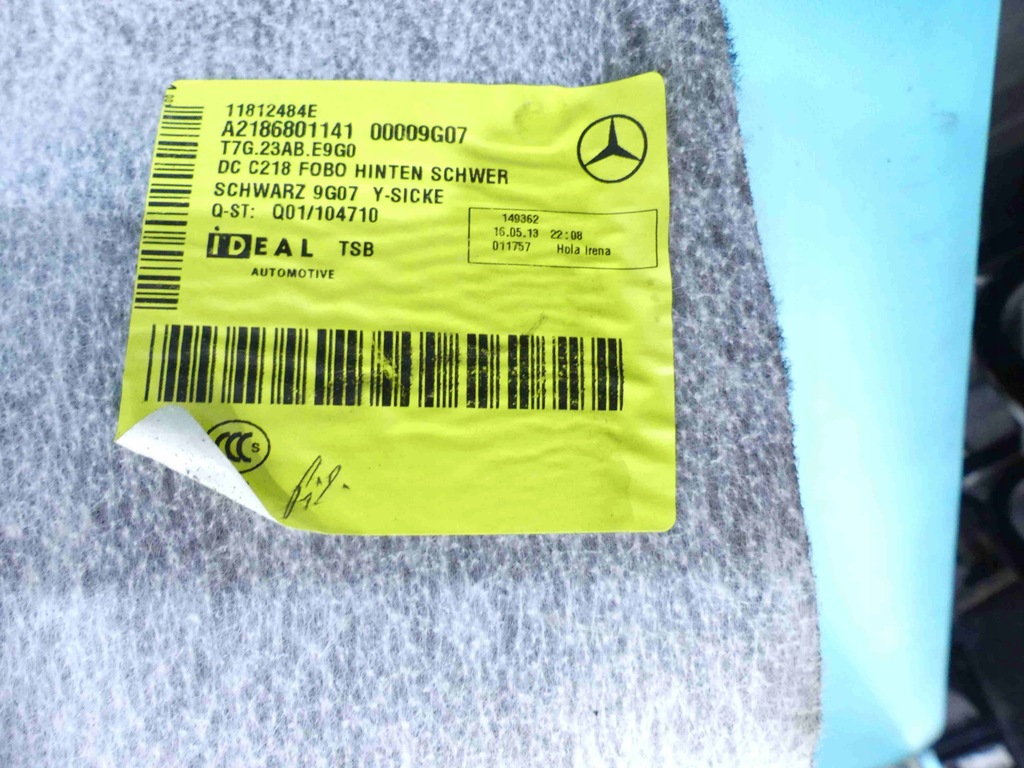 11812484E
A2186801141 00009G07
T7G.23AB.E9G0
DC C218 FOBO HINTEN SCHWER
SCHWARZ 9G07 Y-SICKE
Q-ST: Q01/104710
iDEAL TSB
AUTOMOTIVE
149362
16.05.13 22:08
011757 Hola Irena
CCC S